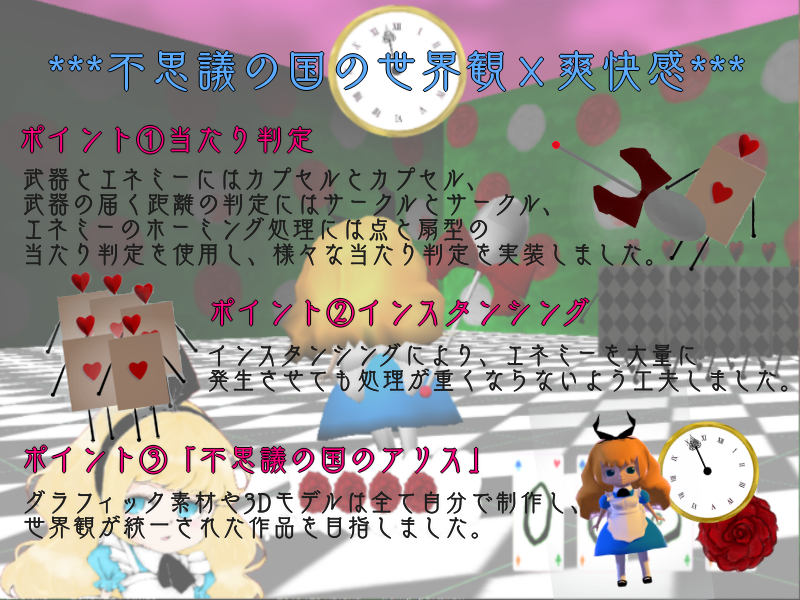 ***不思議の国の世界観×爽快感***
ポイント①当たり判定
武器とエネミーにはカプセルとカプセル、
武器の届く距離の判定にはサークルとサークル、
エネミーのホーミング処理には点と扇型の
当たり判定を使用し、様々な当たり判定を実装しました。
ポイント②インスタンシング
インスタンシングにより、エネミーを大量に
発生させても処理が重くならないよう工夫しました。
ポイント③「不思議の国のアリス」
グラフィック素材や3Dモデルは全て自分で制作し、
世界観が統一された作品を目指しました。